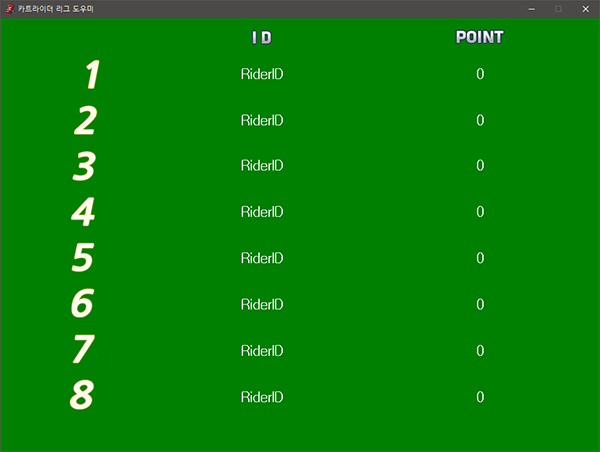 카트라이더 리그 도우미
ID POINT
1 RiderID 0
2 RiderID 0
3 RiderID 0
4 RiderID 0
5 RiderID 0
6 RiderID 0
7 RiderID 0
8 RiderID 0